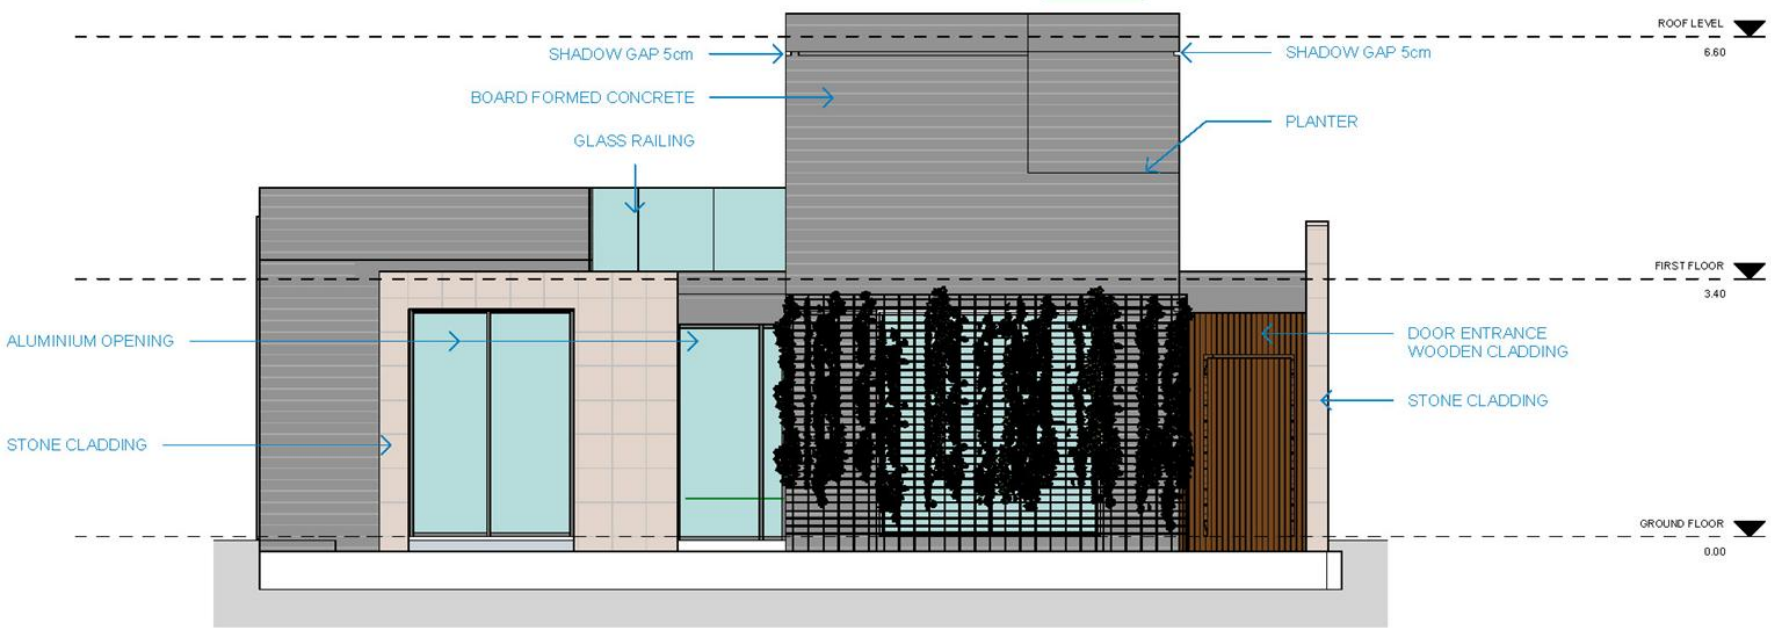 ROOF LEVEL
6.60
SHADOW GAP 5cm
SHADOW GAP 5cm
BOARD FORMED CONCRETE
PLANTER
GLASS RAILING
FIRST FLOOR
3.40
ALUMINIUM OPENING
DOOR ENTRANCE
WOODEN CLADDING
STONE CLADDING
STONE CLADDING
GROUND FLOOR
0.00